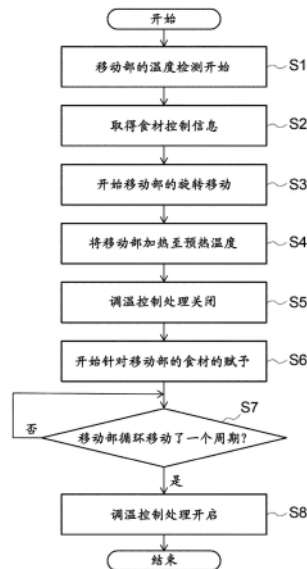 开始
移动部的温度检测开始
S1
取得食材控制信息
S2
开始移动部的旋转移动
S3
将移动部加热至预热温度
S4
调温控制处理关闭
S5
开始针对移动部的食材的赋予
S6
S7
移动部循环移动了一个周期?
否
是
调温控制处理开启
S8
结束